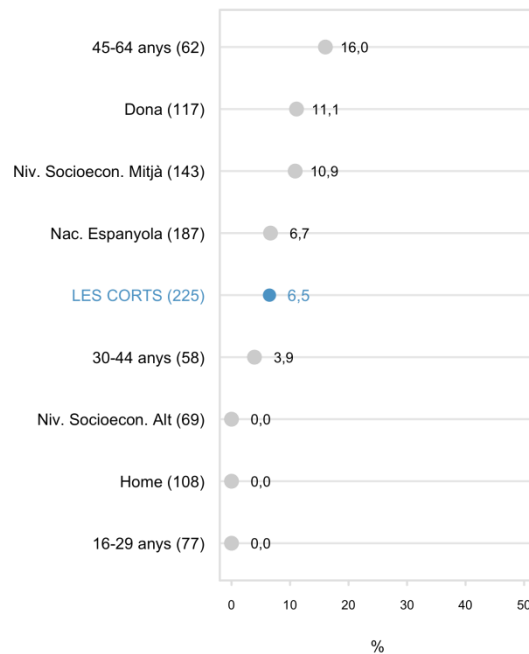 45-64 anys (62) 16,0
Dona (117) 11,1
Niv. Socioecon. Mitjà (143) 10,9
Nac. Espanyola (187) 6,7
LES CORTS (225) 6,5
30-44 anys (58) 3,9
Niv. Socioecon. Alt (69) 0,0
Home (108) 0,0
16-29 anys (77) 0,0
0 10 20 30 40 50
%